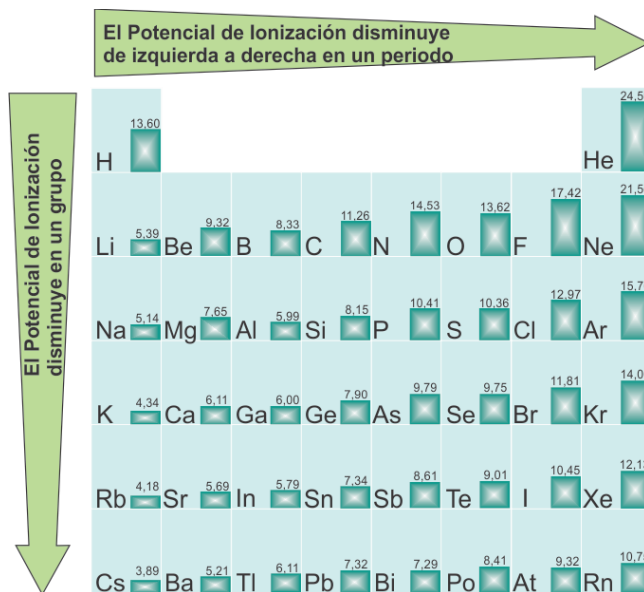 El Potencial de Ionización disminuye
de izquierda a derecha en un periodo
El Potencial de Ionización
disminuye en un grupo
13,60 24,5
H He
5,39 9,32 8,33 11,26 14,53 13,62 17,42 21,5
Li Be B C N O F Ne
5,14 7,65 5,99 8,15 10,41 10,36 12,97 15,7
Na Mg Al Si P S Cl Ar
4,34 6,11 6,00 7,90 9,79 9,75 11,81 14,0
K Ca Ga Ge As Se Br Kr
4,18 5,69 5,79 7,34 8,61 9,01 10,45 12,1
Rb Sr In Sn Sb Te I Xe
3,89 5,21 6,11 7,32 7,29 8,41 9,32 10,7
Cs Ba Tl Pb Bi Po At Rn